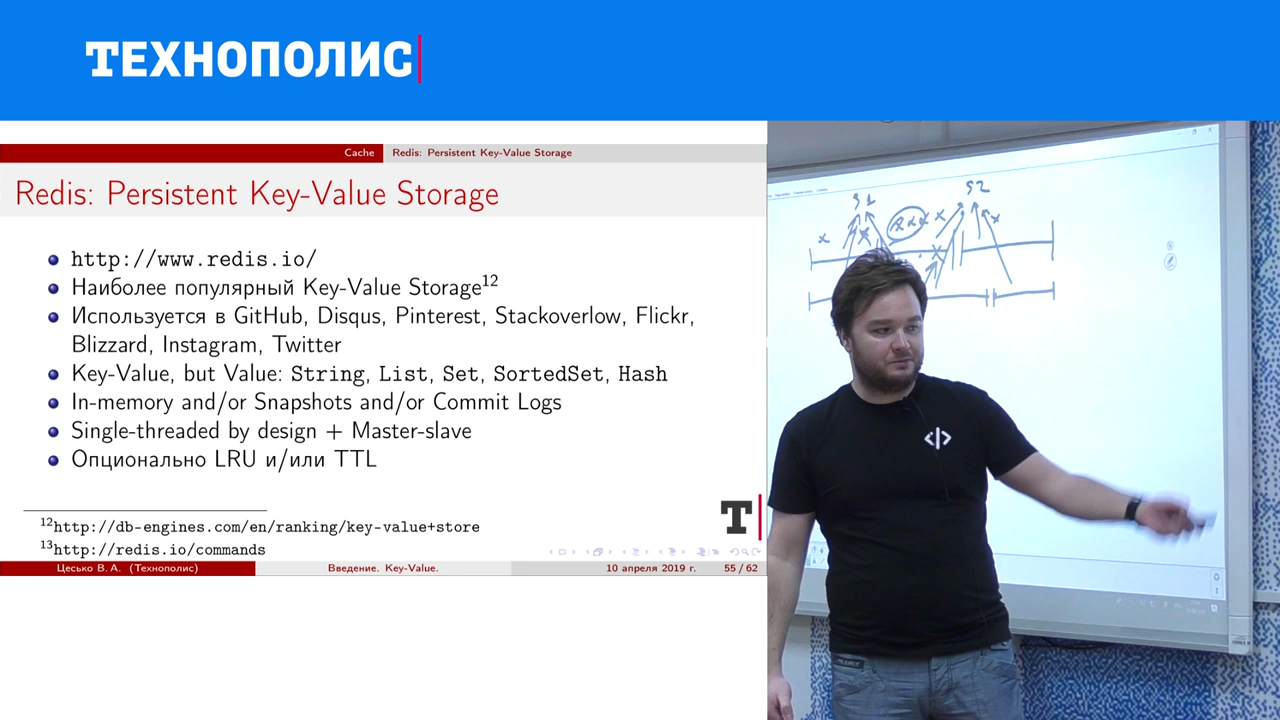 ТЕХНОПОЛИС
Cache
Redis: Persistent Key-Value Storage
Redis: Persistent Key-Value Storage
http://www.redis.io/
Наиболее популярный Key-Value Storage12
Используется в GitHub, Disqus, Pinterest, Stackoverlow, Flickr,
Blizzard, Instagram, Twitter
Key-Value, but Value: String, List, Set, SortedSet, Hash
In-memory and/or Snapshots and/or Commit Logs
Single-threaded by design + Master-slave
Опционально LRU и/или TTL
12http://db-engines.com/en/ranking/key-value+store
13http://redis.io/commands
T
Цесько В. А. (Технополис)
Введение. Key-Value.
10 апреля 2019 г.
55 / 62
S2